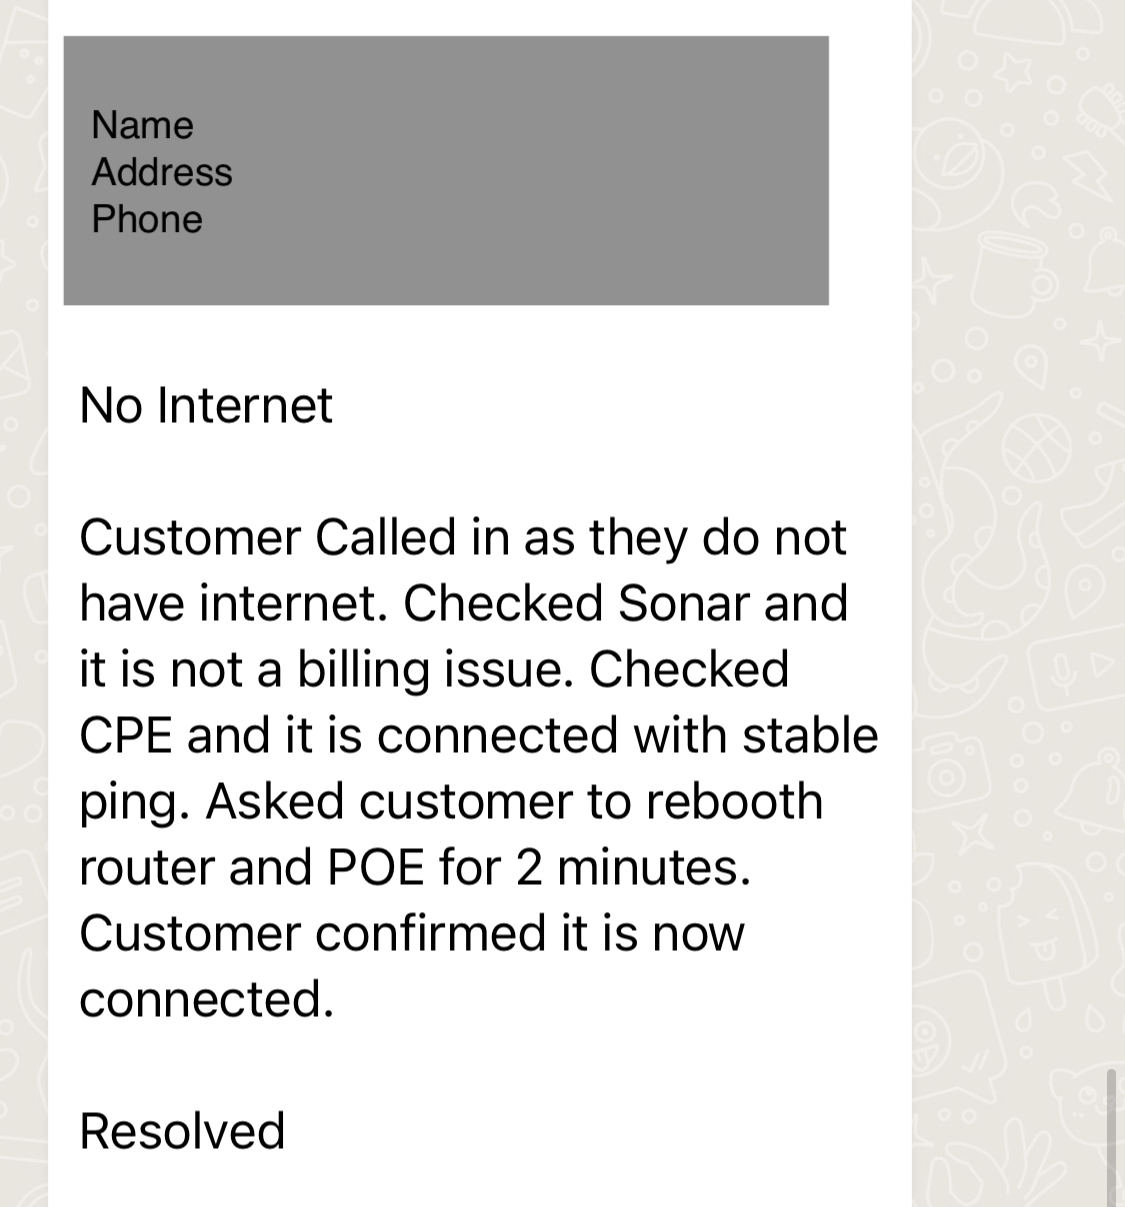 Name
Address
Phone
No Internet
Customer Called in as they do not
have internet. Checked Sonar and
it is not a billing issue. Checked
CPE and it is connected with stable
ping. Asked customer to rebooth
router and POE for 2 minutes.
Customer confirmed it is now
connected.
Resolved